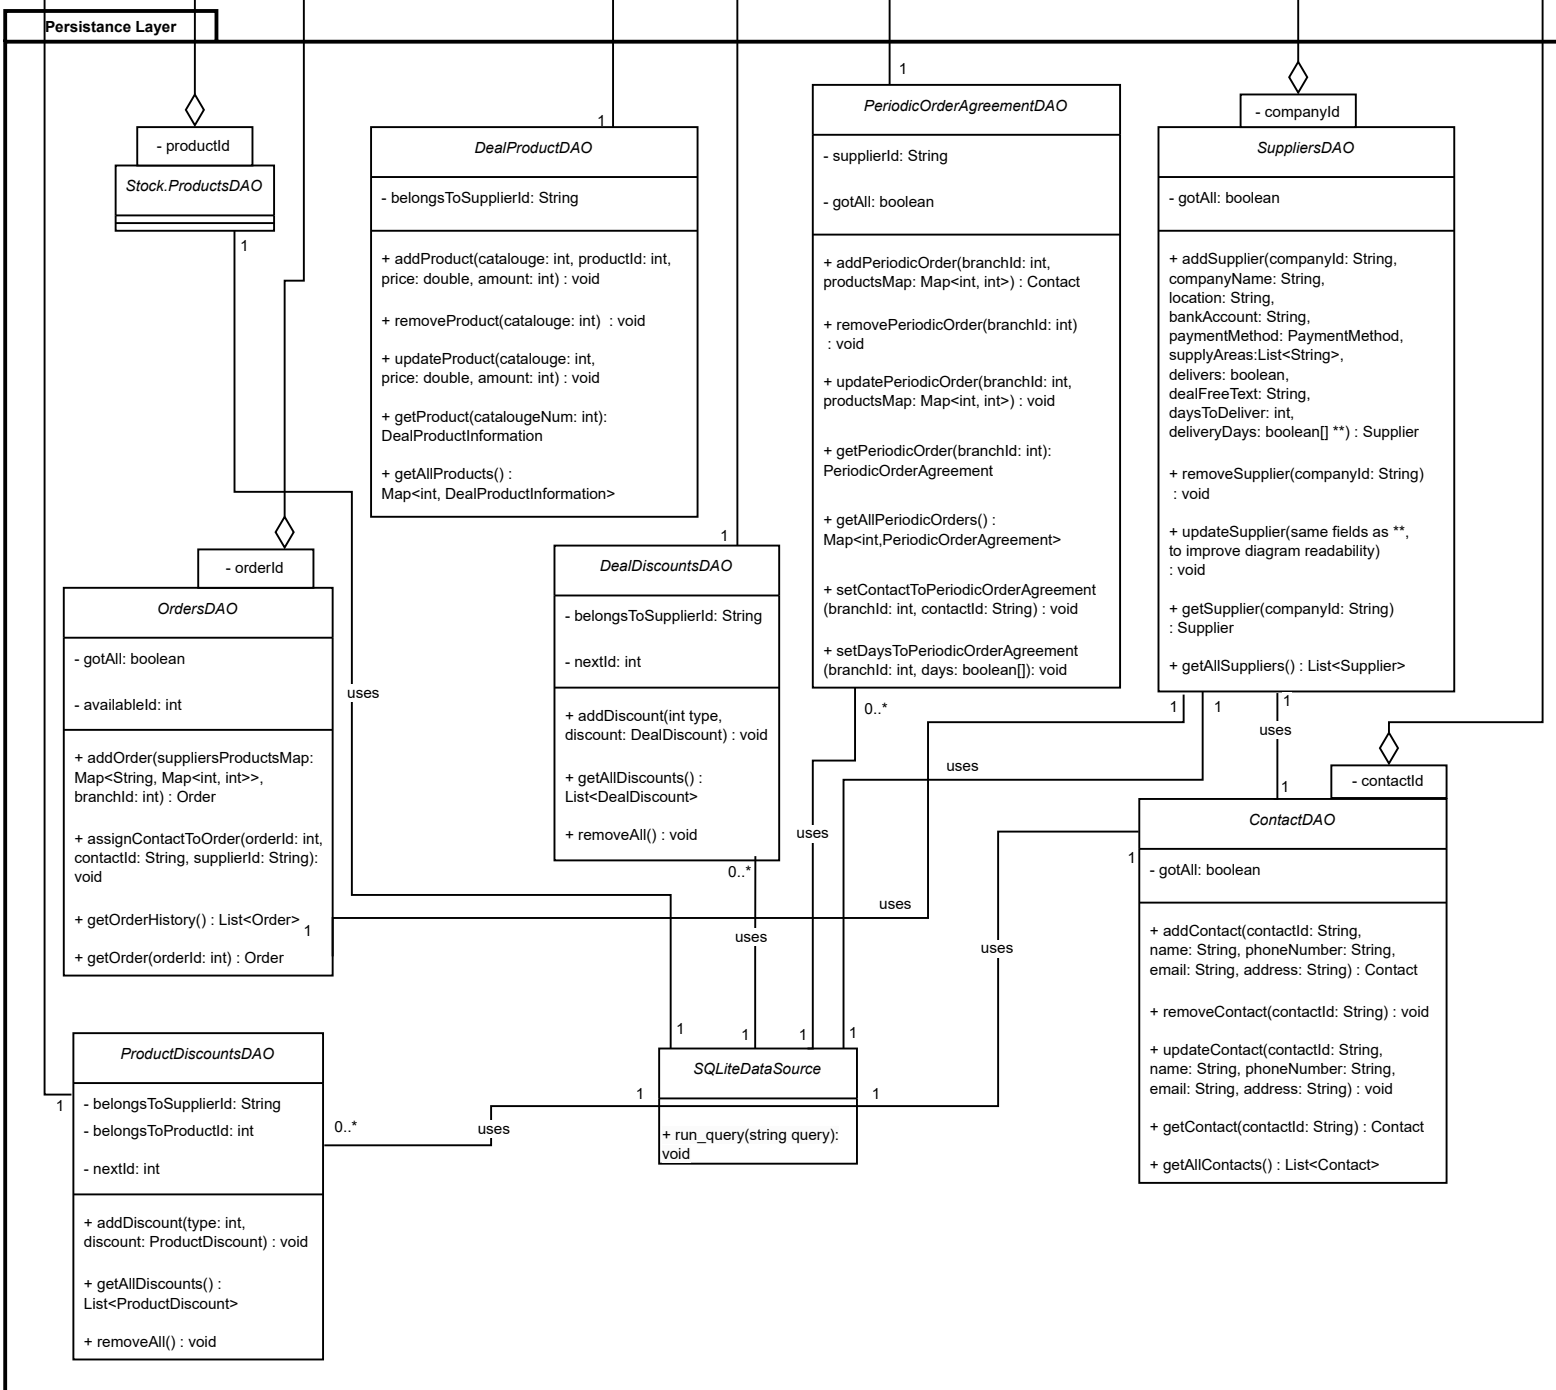 Persistance Layer
- productId
Stock.ProductsDAO
1
1
DealProductDAO
- belongsToSupplierId: String
+ addProduct(catalouge: int, productId: int,
price: double, amount: int) : void
+ removeProduct(catalouge: int)  : void
+ updateProduct(catalouge: int,
price: double, amount: int) : void
+ getProduct(catalougeNum: int):
DealProductInformation
+ getAllProducts() :
Map<int, DealProductInformation>
1
PeriodicOrderAgreementDAO
- supplierId: String
- gotAll: boolean
+ addPeriodicOrder(branchId: int,
productsMap: Map<int, int>) : Contact
+ removePeriodicOrder(branchId: int)
: void
+ updatePeriodicOrder(branchId: int,
productsMap: Map<int, int>) : void
+ getPeriodicOrder(branchId: int):
PeriodicOrderAgreement
+ getAllPeriodicOrders() :
Map<int,PeriodicOrderAgreement>
+ setContactToPeriodicOrderAgreement
(branchId: int, contactId: String) : void
+ setDaysToPeriodicOrderAgreement
(branchId: int, days: boolean[]): void
0..*
- companyId
SuppliersDAO
- gotAll: boolean
+ addSupplier(companyId: String,
companyName: String,
location: String,
bankAccount: String,
paymentMethod: PaymentMethod,
supplyAreas:List<String>,
delivers: boolean,
dealFreeText: String,
daysToDeliver: int,
deliveryDays: boolean[] **) : Supplier
+ removeSupplier(companyId: String)
: void
+ updateSupplier(same fields as **,
to improve diagram readability)
: void
+ getSupplier(companyId: String)
: Supplier
+ getAllSuppliers() : List<Supplier>
1
1
1
uses
uses
1
- orderId
OrdersDAO
- gotAll: boolean
- availableId: int
+ addOrder(suppliersProductsMap:
Map<String, Map<int, int>>,
branchId: int) : Order
+ assignContactToOrder(orderId: int,
contactId: String, supplierId: String):
void
+ getOrderHistory() : List<Order>
1
+ getOrder(orderId: int) : Order
uses
1
DealDiscountsDAO
- belongsToSupplierId: String
- nextId: int
+ addDiscount(int type,
discount: DealDiscount) : void
+ getAllDiscounts() :
List<DealDiscount>
+ removeAll() : void
0..*
uses
uses
uses
- contactId
ContactDAO
1
- gotAll: boolean
+ addContact(contactId: String,
name: String, phoneNumber: String,
email: String, address: String) : Contact
+ removeContact(contactId: String) : void
+ updateContact(contactId: String,
name: String, phoneNumber: String,
email: String, address: String) : void
+ getContact(contactId: String) : Contact
+ getAllContacts() : List<Contact>
uses
1
1
1
1
SQLiteDataSource
1
1
+ run_query(string query):
void
ProductDiscountsDAO
1
- belongsToSupplierId: String
- belongsToProductId: int
- nextId: int
0..*
uses
+ addDiscount(type: int,
discount: ProductDiscount) : void
+ getAllDiscounts() :
List<ProductDiscount>
+ removeAll() : void